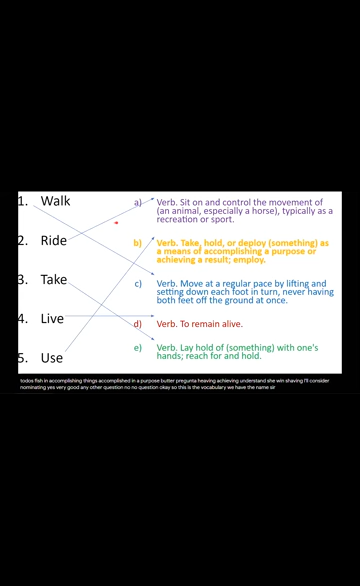 1. Walk
2. Ride
3. Take
4. Live
5. Use
a) Verb. Sit on and control the movement of
(an animal, especially a horse), typically as a
recreation or sport.
b) Verb. Take, hold, or deploy (something) as
a means of accomplishing a purpose or
achieving a result; employ.
c) Verb. Move at a regular pace by lifting and
setting down each foot in turn, never having
both feet off the ground at once.
d) Verb. To remain alive.
e) Verb. Lay hold of (something) with one's
hands; reach for and hold.
todos fish in accomplishing things accomplished in a purpose butter pregunta heaving achieving understand she win shaving I'll consider
nominating yes very good any other question no no question okay so this is the vocabulary we have the name sir